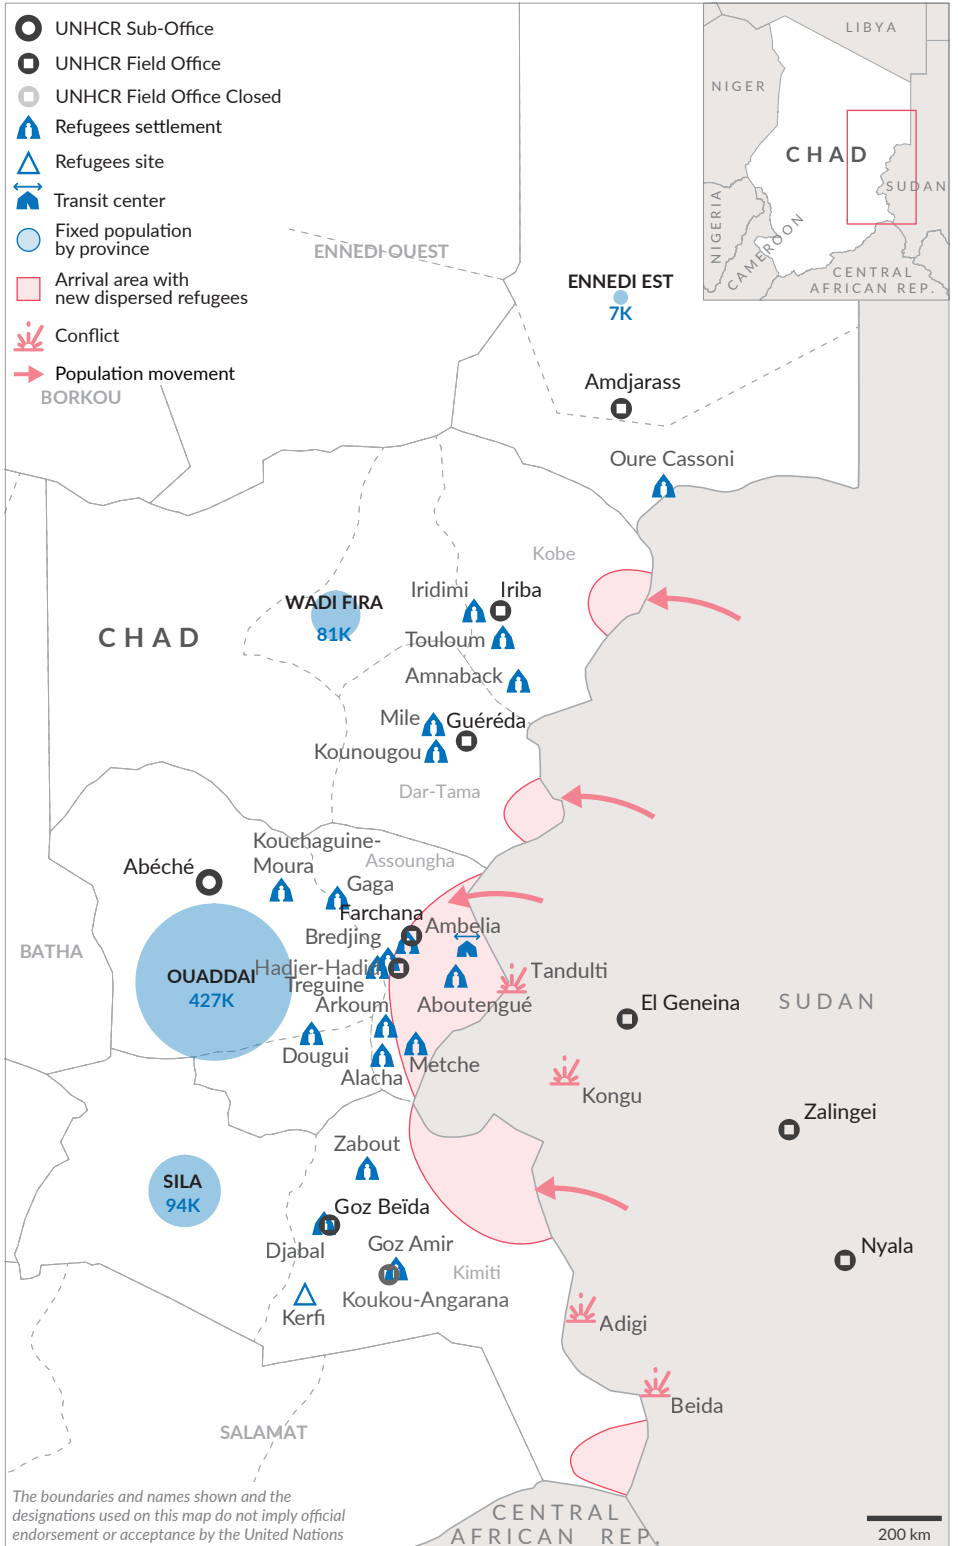 UNHCR Sub-Office
UNHCR Field Office
UNHCR Field Office Closed
Refugees settlement
Refugees site
Transit center
Fixed population
by province
Arrival area with
new dispersed refugees
Conflict
Population movement
LIBYA
NIGER
CHAD
SUDAN
NIGERIA
CAMEROON
CENTRAL
AFRICAN REP.
ENNEDI OUEST
ENNEDI EST
7K
BORKOU
Amdjarass
Oure Cassoni
Kobe
Iridimi
Iriba
WADI FIRA
81K
CHAD
Touloum
Amnaback
Mile
Guéréda
Kounougou
Dar-Tama
Kouchaguine-
Moura
Assoungha
Abéché
Gaga
Farchana
Ambelia
Bredjing
BATHA
Hadjer-Hadid
Treguine
OUADDAI
427K
Tandulti
Arkoum
Aboutengué
El Geneina
SUDAN
Dougui
Metche
Alacha
Kongu
Zalingei
Zabout
SILA
94K
Goz Beïda
Djabal
Goz Amir
Kimiti
Nyala
Koukou-Angarana
Kerfi
Adigi
Beida
SALAMAT
The boundaries and names shown and the
designations used on this map do not imply official
endorsement or acceptance by the United Nations
CENTRAL
AFRICAN REP.
200 km